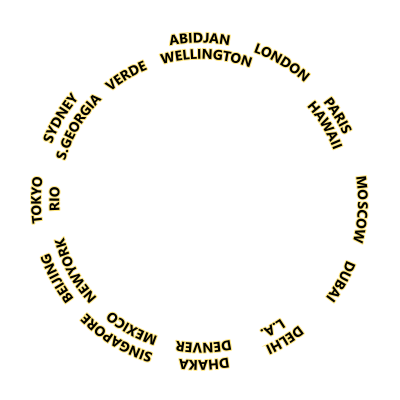 ABIDJAN
WELLINGTON
LONDON
PARIS
HAWAII
MOSCOW
DUBAI
DELHI
L.A.
DHAKA
DENVER
SINGAPORE
MEXICO
BEIJING
NEWYORK
TOKYO
RIO
SYDNEY
S.GEORGIA
VERDE